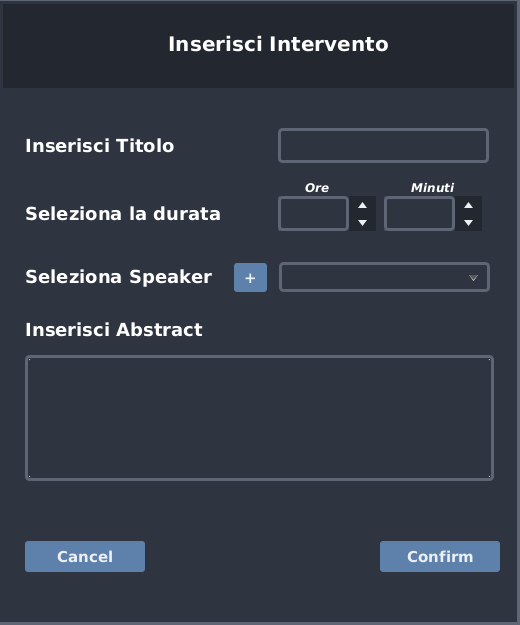 Inserisci Intervento
Inserisci Titolo
Ore Minuti
Seleziona la durata
Seleziona Speaker +
Inserisci Abstract
Cancel Confirm